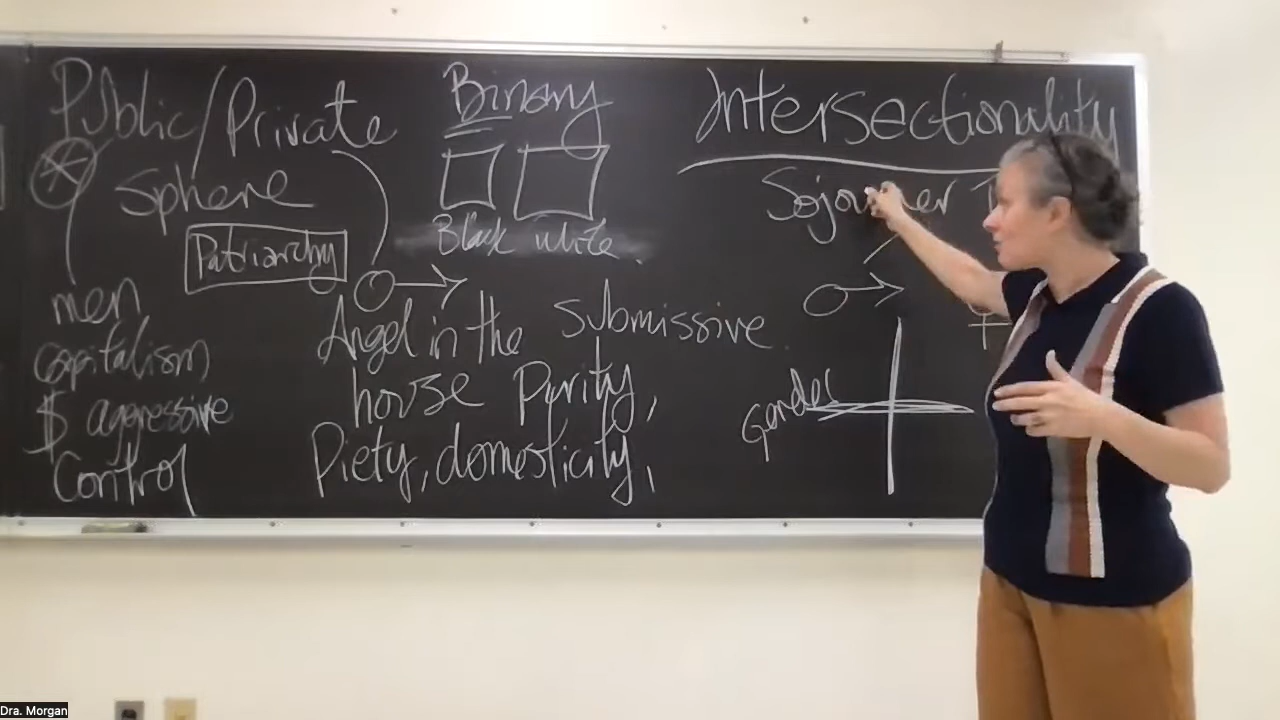 Public/Private
Sphere
Patriarchy
men
capitalism
$ aggressive
Control
Binary
Black white
Angel in the
house
submissive
Purity,
Piety, domesticity,
Intersectionality
Sojourner T
Gender
Dra. Morgan